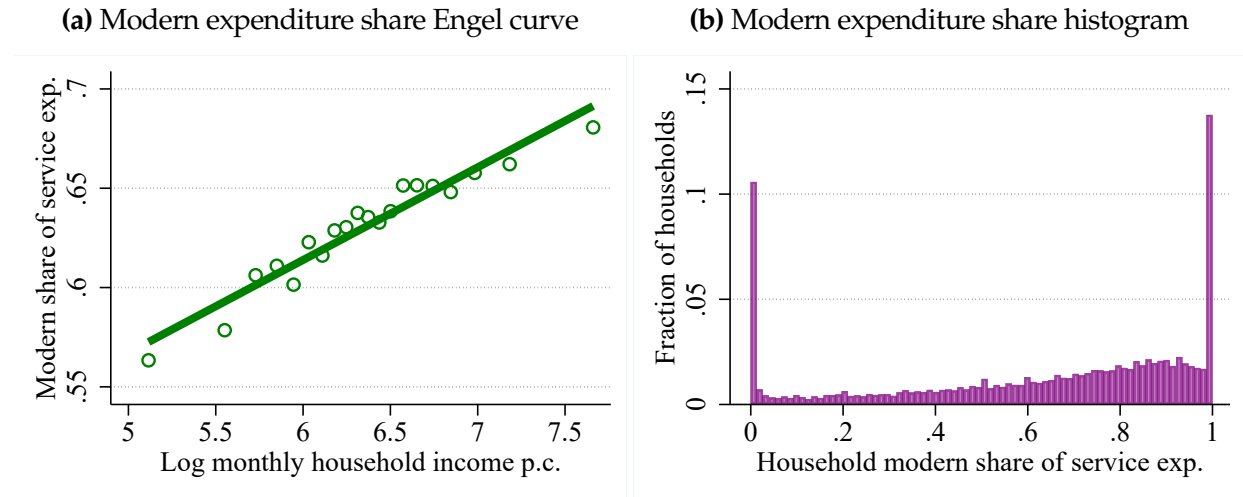 (a) Modern expenditure share Engel curve
Modern share of service exp.
.7
.65
.6
.55
5 5.5 6 6.5 7 7.5
Log monthly household income p.c.
(b) Modern expenditure share histogram
Fraction of households
.15
.1
.05
0
0 .2 .4 .6 .8 1
Household modern share of service exp.